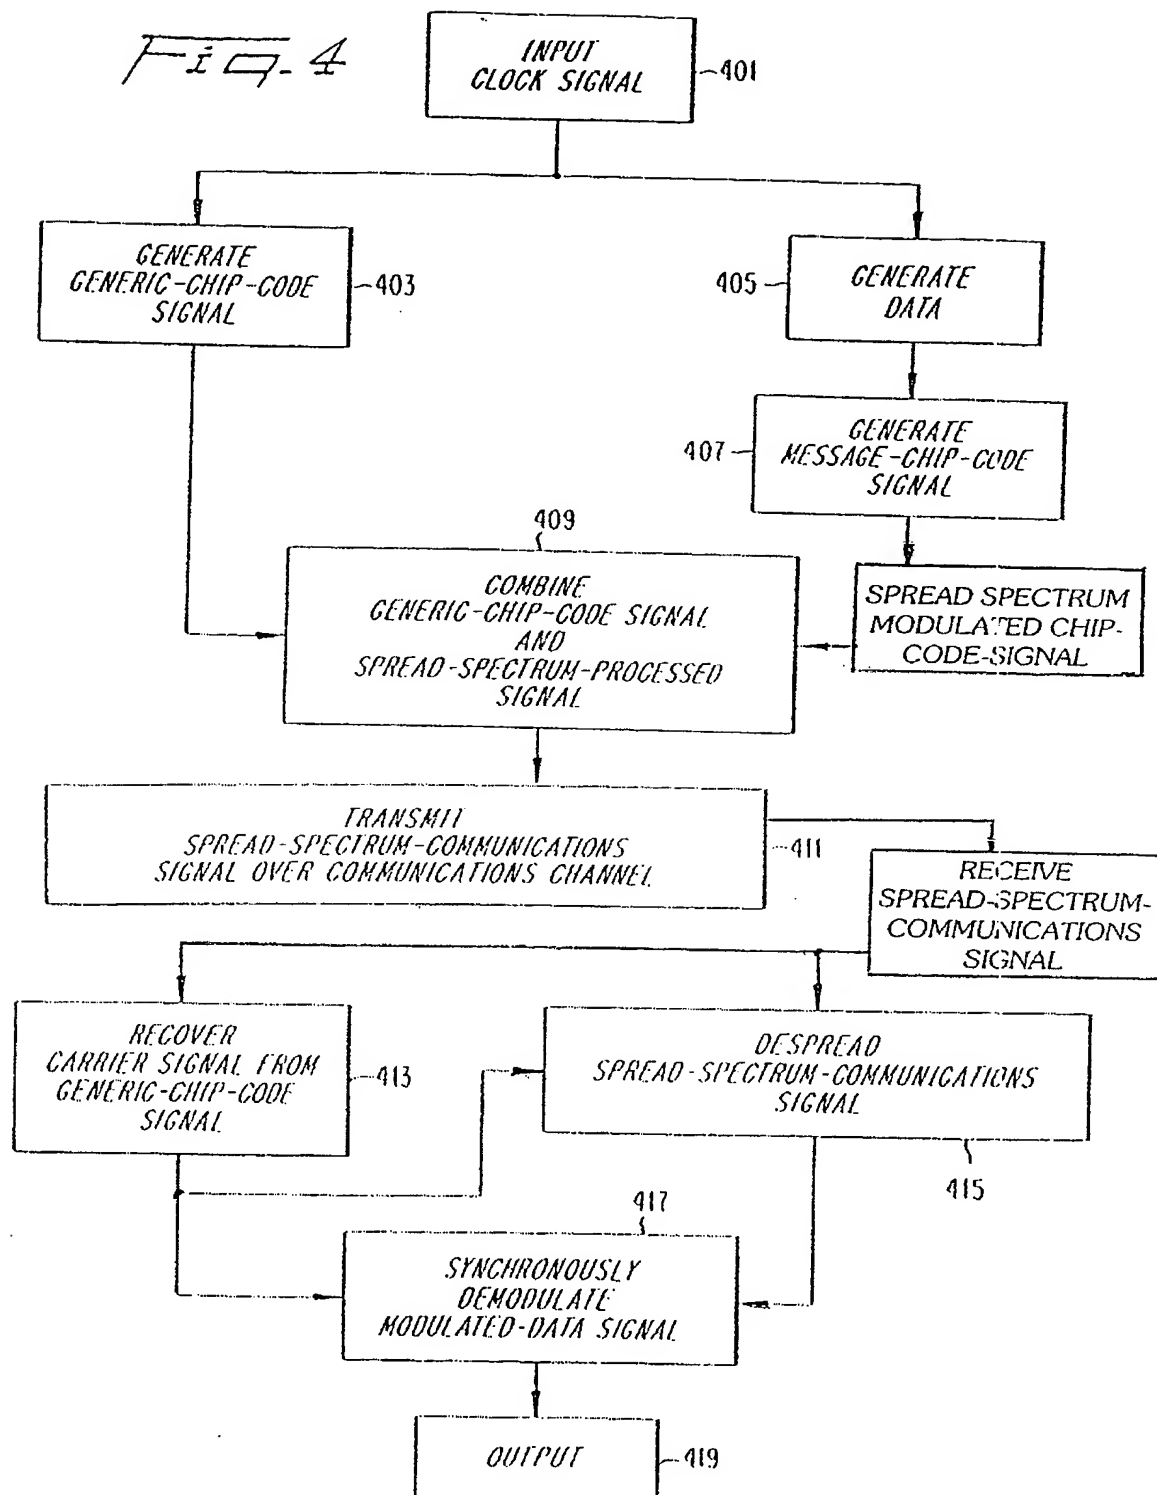 Fig. 4
INPUT
CLOCK SIGNAL
401
GENERATE
GENERIC-CHIP-CODE
SIGNAL
403
405
GENERATE
DATA
407
GENERATE
MESSAGE-CHIP-CODE
SIGNAL
409
COMBINE
GENERIC-CHIP-CODE SIGNAL
AND
SPREAD-SPECTRUM-PROCESSED
SIGNAL
SPREAD SPECTRUM
MODULATED CHIP-
CODE-SIGNAL
TRANSMIT
SPREAD-SPECTRUM-COMMUNICATIONS
SIGNAL OVER COMMUNICATIONS CHANNEL
411
RECEIVE
SPREAD-SPECTRUM-
COMMUNICATIONS
SIGNAL
RECOVER
CARRIER SIGNAL FROM
GENERIC-CHIP-CODE
SIGNAL
413
DESPREAD
SPREAD-SPECTRUM-COMMUNICATIONS
SIGNAL
415
417
SYNCHRONOUSLY
DEMODULATE
MODULATED-DATA SIGNAL
OUTPUT
419